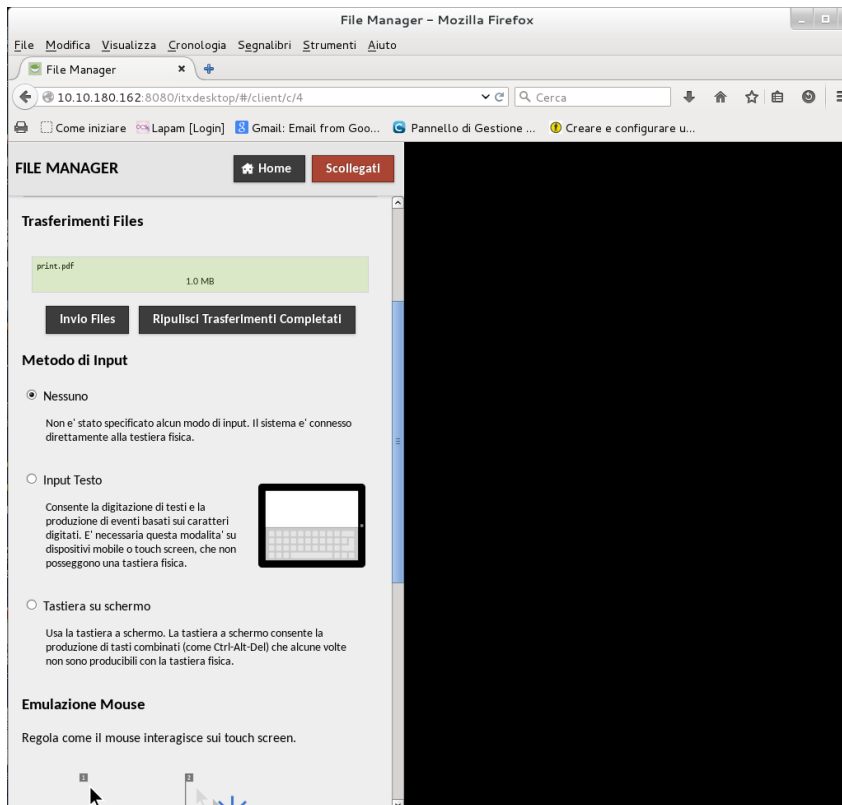 File Manager - Mozilla Firefox
File Modifica Visualizza Cronologia Segnalibri Strumenti Aiuto
File Manager
10.10.180.162:8080/itxdesktop/#/client/c/4
Cerca
Come iniziare Lapam [Login] Gmail: Email from Goo... Pannello di Gestione ... Creare e configurare u...
FILE MANAGER Home Scollegati
Trasferimenti Files
print.pdf
1.0 MB
Invio Files Ripulisci Trasferimenti Completati
Metodo di Input
Nessuno
Non e' stato specificato alcun modo di input. Il sistema e' connesso
direttamente alla testiera fisica.
Input Testo
Consente la digitazione di testi e la
produzione di eventi basati sui caratteri
digitati. E' necessaria questa modalita' su
dispositivi mobile o touch screen, che non
posseggono una tastiera fisica.
Tastiera su schermo
Usa la tastiera a schermo. La tastiera a schermo consente la
produzione di tasti combinati (come Ctrl-Alt-Del) che alcune volte
non sono producibili con la tastiera fisica.
Emulazione Mouse
Regola come il mouse interagisce sui touch screen.
1 2